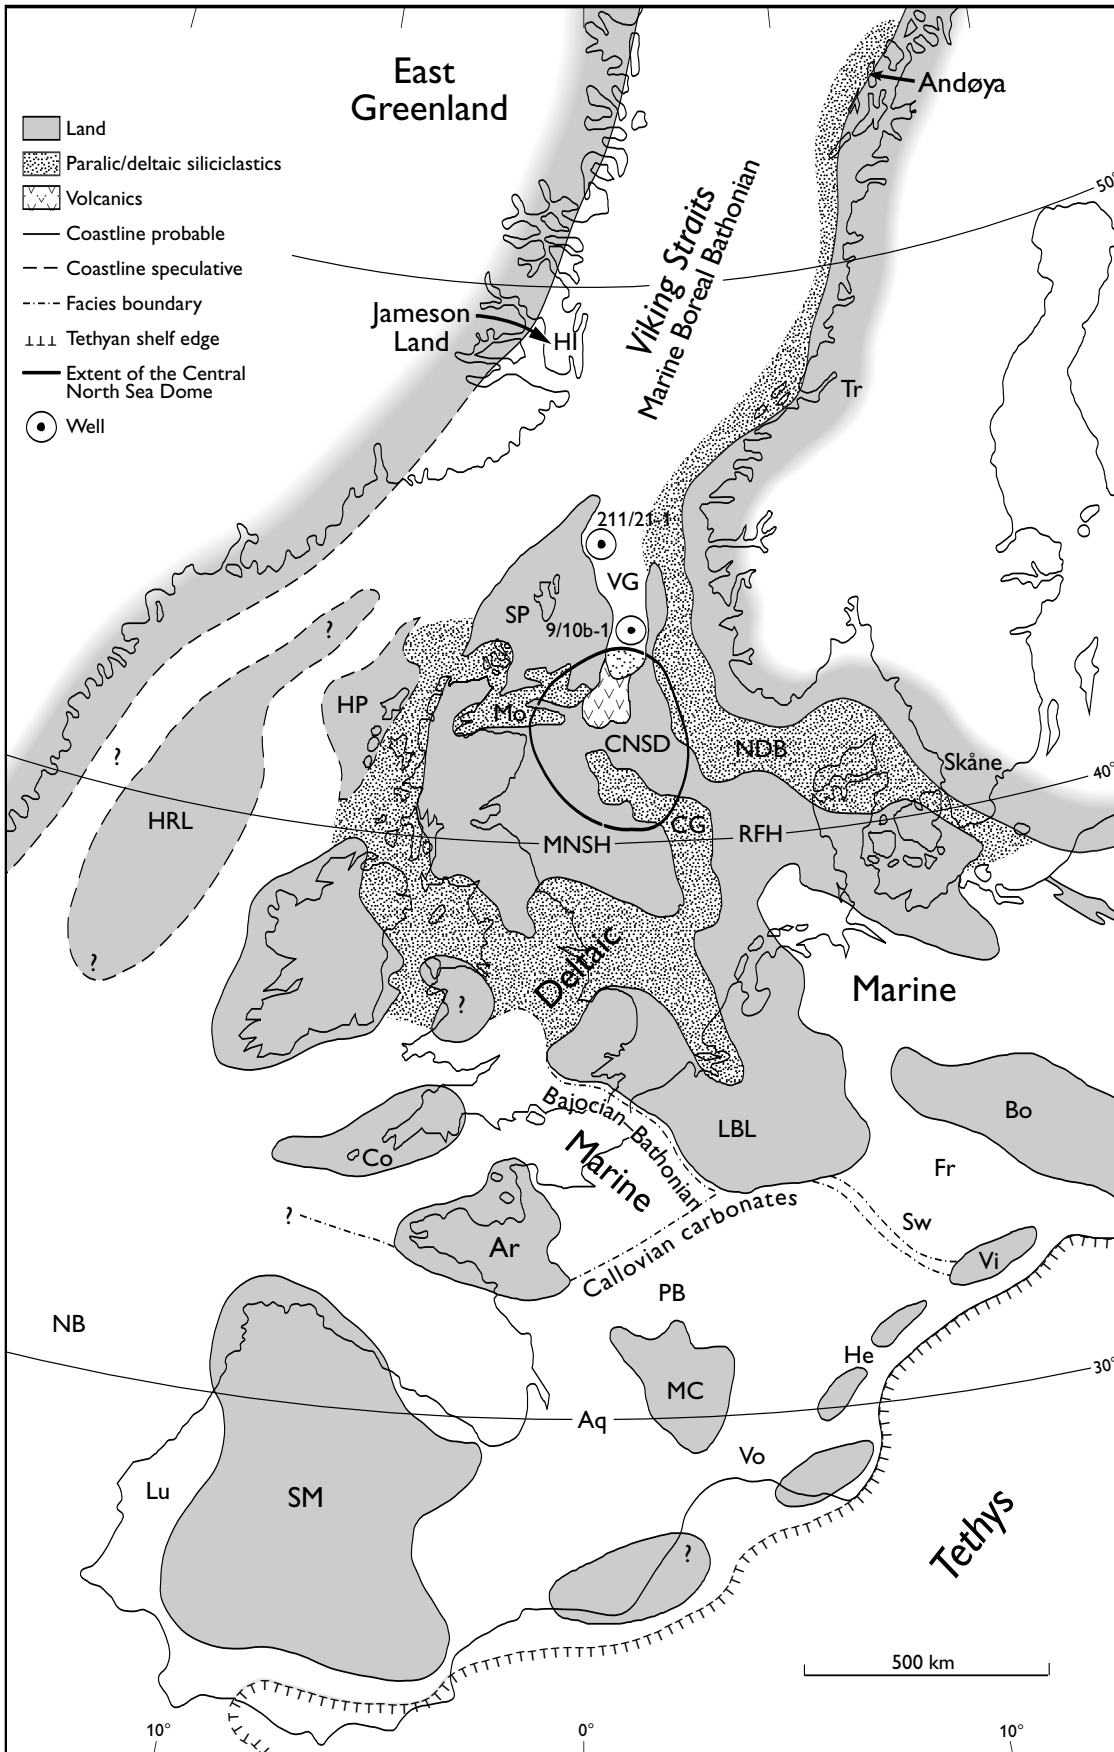 East
Greenland
Andøya
Land
Paralic/deltaic siliciclastics
Volcanics
Coastline probable
Coastline speculative
Facies boundary
Tethyan shelf edge
Extent of the Central
North Sea Dome
Well
50°
Viking Straits
Marine Boreal Bathonian
Jameson
Land
Hl
Tr
211/21-1
VG
SP
9/10b-1
?
HP
Mo
CNSD
NDB
Skåne
?
40°
HRL
CG
RFH
MNSH
?
?
Deltaic
Marine
Bajocian–Bathonian
Bo
LBL
Co
Marine
Fr
?
Callovian carbonates
Sw
Ar
Vi
PB
NB
He
30°
MC
Aq
Vo
Lu
SM
Tethys
?
500 km
10°
0°
10°